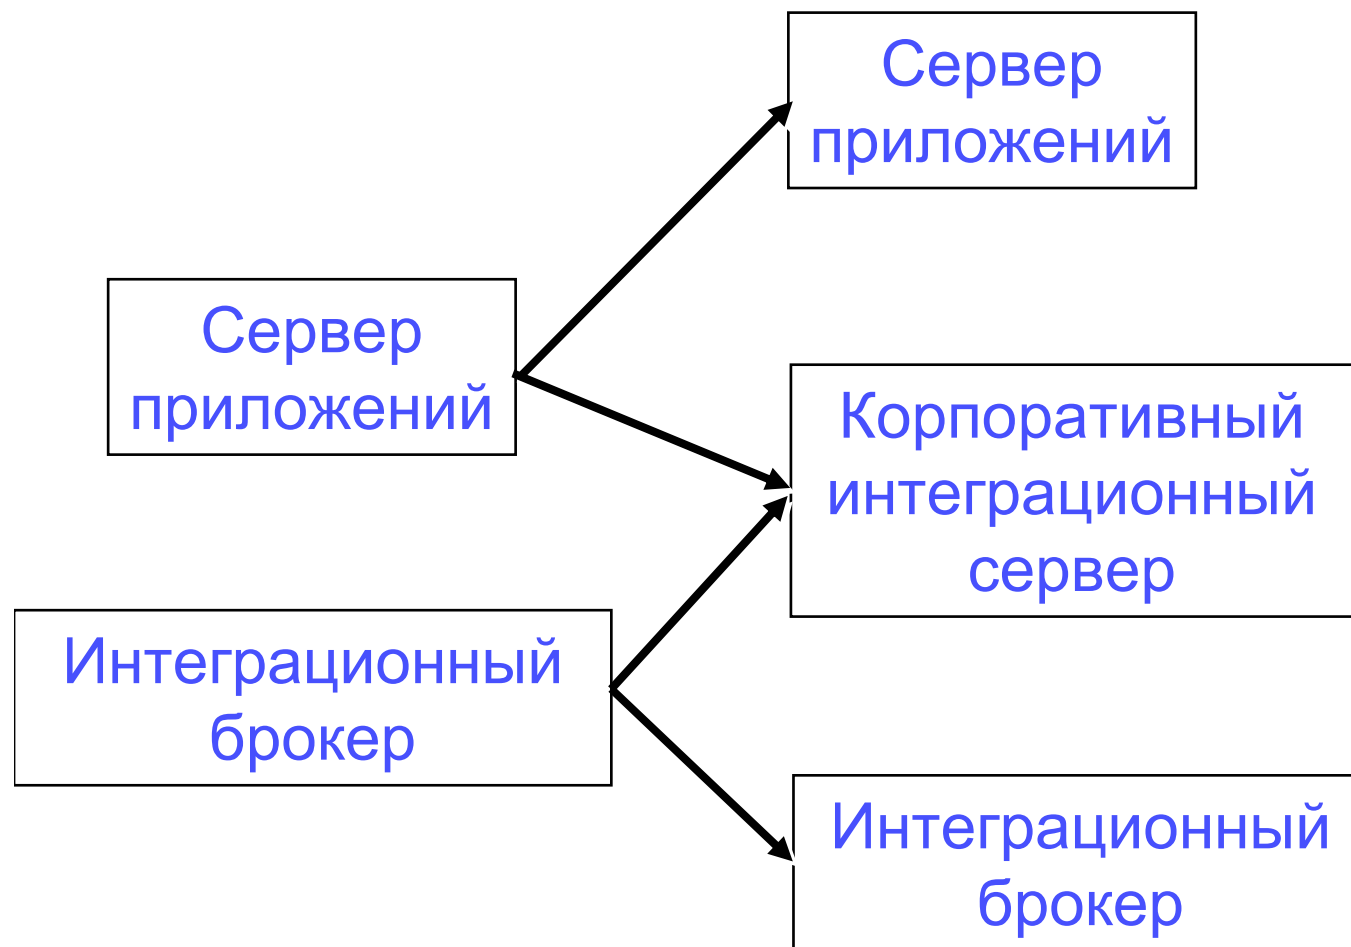 Сервер
приложений
Сервер
приложений
Корпоративный
интеграционный
сервер
Интеграционный
брокер
Интеграционный
брокер